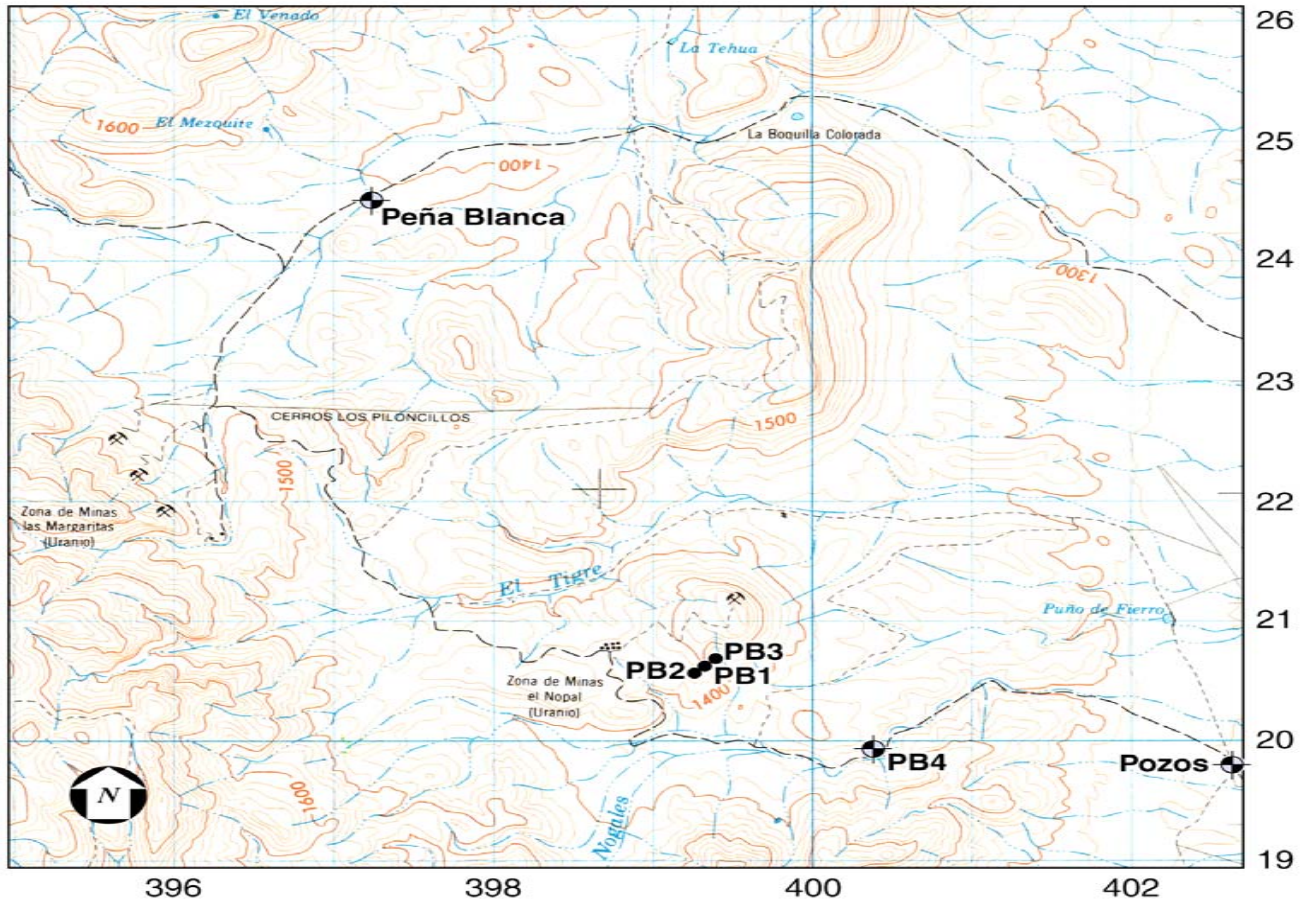 El Venado
26
La Tehua
1600
El Mezquite
La Boquilla Colorada
25
1400
Peña Blanca
24
1300
?
23
CERROS LOS PILONCILLOS
1500
1500
22
Zona de Minas
las Margaritas
(Uranio)
El Tigre
Puño de Fierro
21
PB3
PB2
PB1
Zona de Minas
el Nopal
(Uranio)
1400
20
PB4
Pozos
N
1600
Nogales
19
396
398
400
402